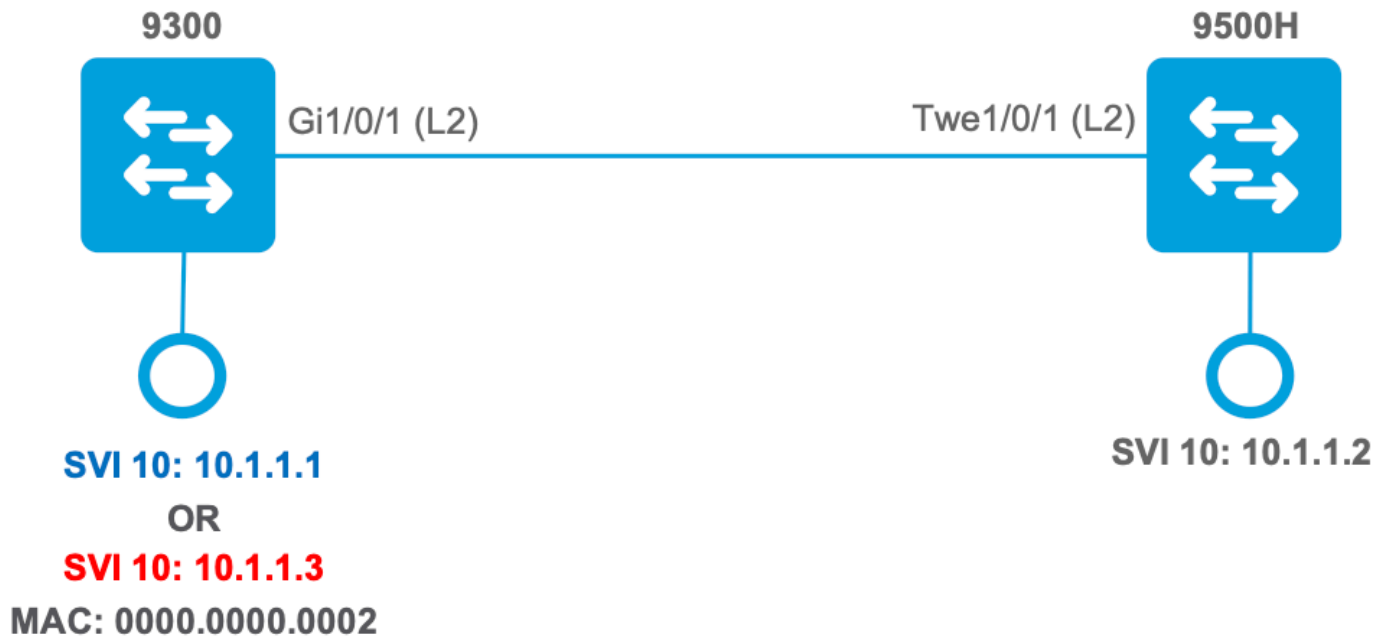 9300
9500H
Gi1/0/1 (L2)
Twe1/0/1 (L2)
SVI 10: 10.1.1.1
OR
SVI 10: 10.1.1.3
MAC: 0000.0000.0002
SVI 10: 10.1.1.2